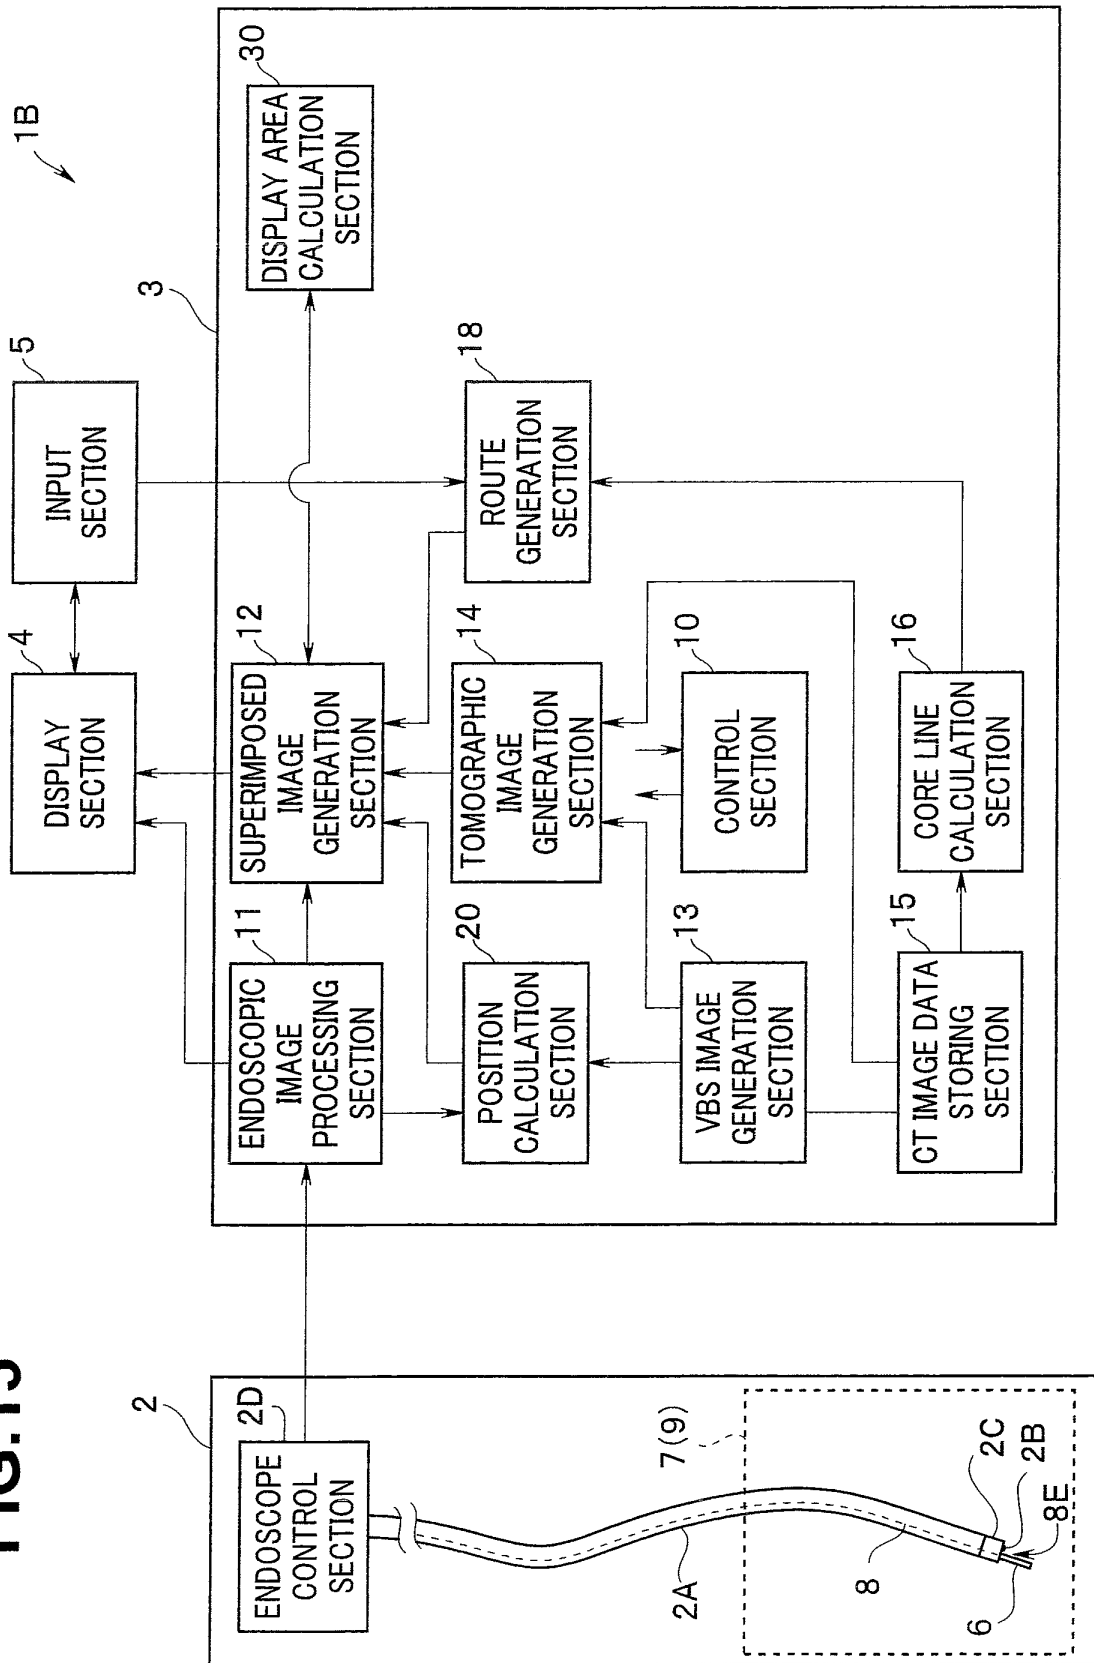 1B
4
DISPLAY
SECTION
5
INPUT
SECTION
3
2
2D
ENDOSCOPE
CONTROL
SECTION
11
ENDOSCOPIC
IMAGE
PROCESSING
SECTION
12
SUPERIMPOSED
IMAGE
GENERATION
SECTION
30
DISPLAY AREA
CALCULATION
SECTION
20
POSITION
CALCULATION
SECTION
14
TOMOGRAPHIC
IMAGE
GENERATION
SECTION
18
ROUTE
GENERATION
SECTION
13
VBS IMAGE
GENERATION
SECTION
10
CONTROL
SECTION
15
CT IMAGE DATA
STORING
SECTION
16
CORE LINE
CALCULATION
SECTION
7(9)
2A
8
2C
2B
8E
6